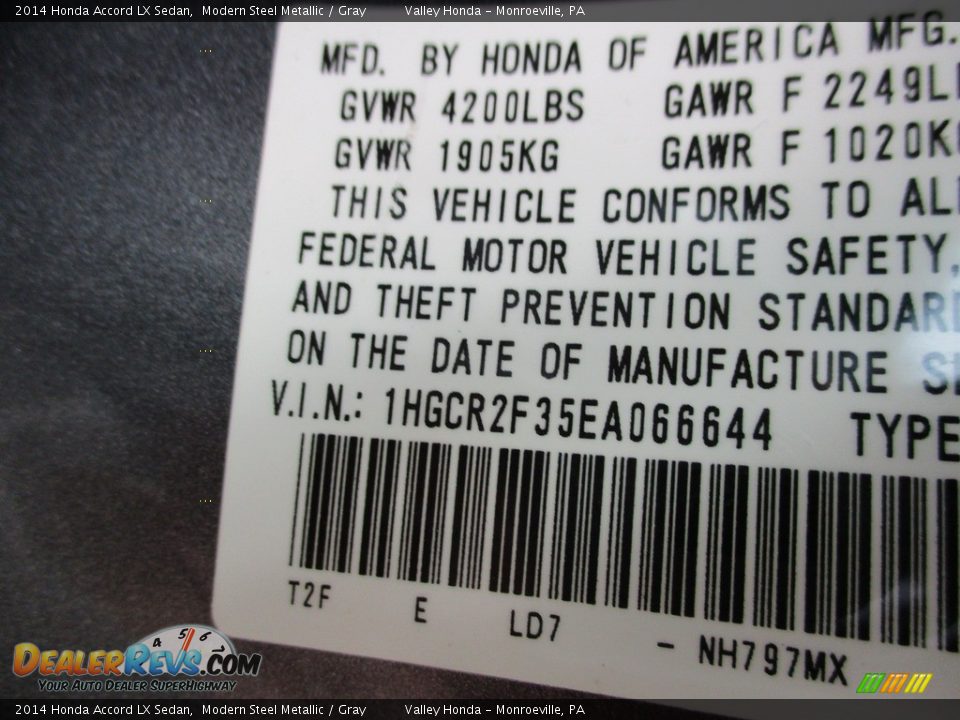 2014 Honda Accord LX Sedan, Modern Steel Metallic / Gray Valley Honda - Monroeville, PA
MFD. BY HONDA OF AMERICA MFG.
GVWR 4200LBS GAWR F 2249L
GVWR 1905KG GAWR F 1020K
THIS VEHICLE CONFORMS TO AL
FEDERAL MOTOR VEHICLE SAFETY,
AND THEFT PREVENTION STANDAR
ON THE DATE OF MANUFACTURE S
V.I.N.: 1HGCR2F35EA066644 TYPE
T2F E LD7 - NH797MX
4 5 6
DEALERREVS.COM
YOUR AUTO DEALER SUPERHIGHWAY
2014 Honda Accord LX Sedan, Modern Steel Metallic / Gray Valley Honda - Monroeville, PA